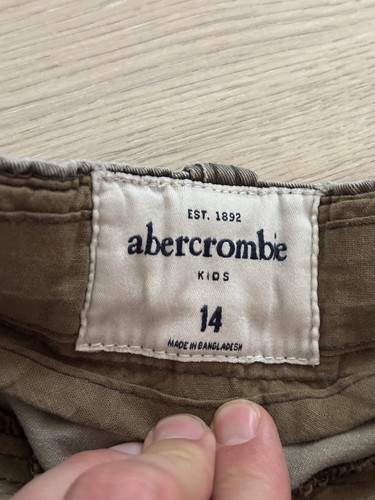 EST. 1892
abercrombie
KIDS
14
MADE IN BANGLADESH